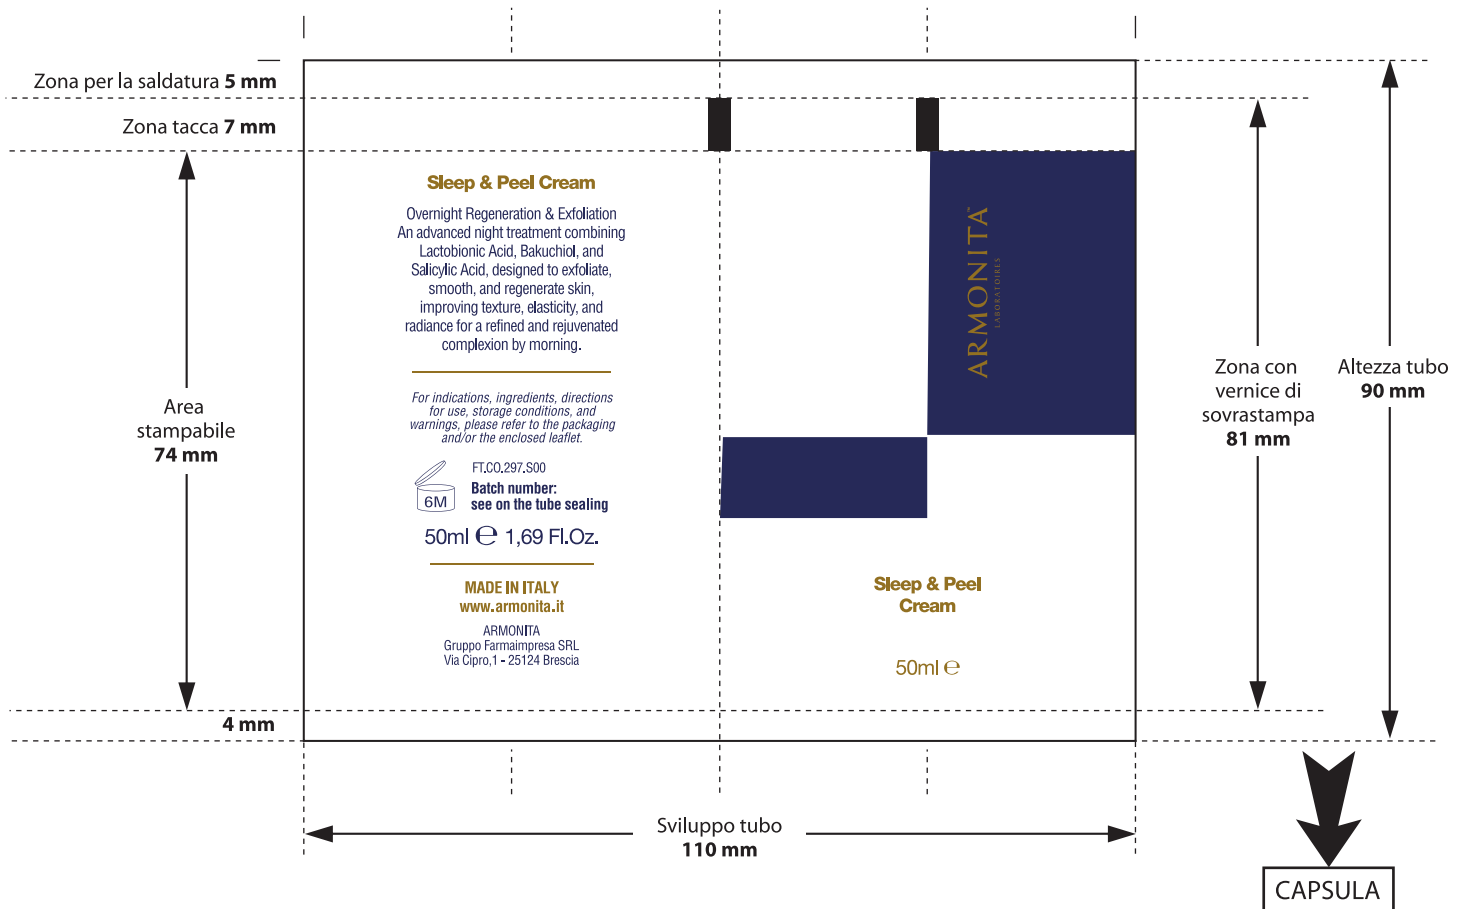 Zona per la saldatura 5 mm
Zona tacca 7 mm
Area
stampabile
74 mm
4 mm
Sleep & Peel Cream
Overnight Regeneration & Exfoliation
An advanced night treatment combining
Lactobionic Acid, Bakuchiol, and
Salicylic Acid, designed to exfoliate,
smooth, and regenerate skin,
improving texture, elasticity, and
radiance for a refined and rejuvenated
complexion by morning.
For indications, ingredients, directions
for use, storage conditions, and
warnings, please refer to the packaging
and/or the enclosed leaflet.
6M
FT.CO.297.S00
Batch number:
see on the tube sealing
50ml ℮ 1,69 Fl.Oz.
MADE IN ITALY
www.armonita.it
ARMONITA
Gruppo Farmaimpresa SRL
Via Cipro,1 - 25124 Brescia
ARMONITA™
LABORATOIRES
Sleep & Peel
Cream
50ml ℮
Zona con
vernice di
sovrastampa
81 mm
Altezza tubo
90 mm
Sviluppo tubo
110 mm
CAPSULA